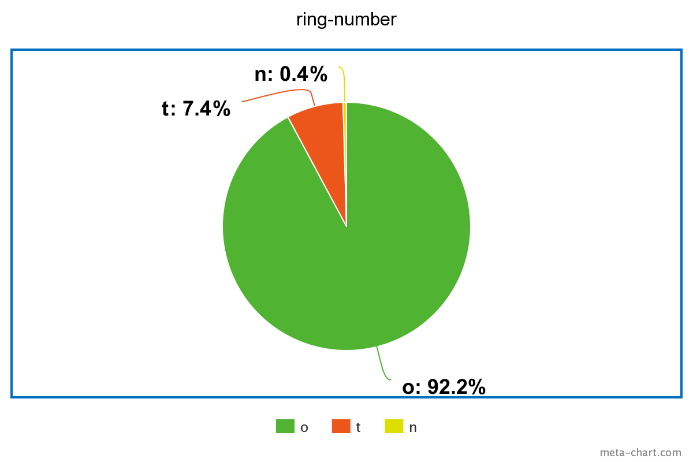 ring-number
n: 0.4%
t: 7.4%
o: 92.2%
o t n
meta-chart.com